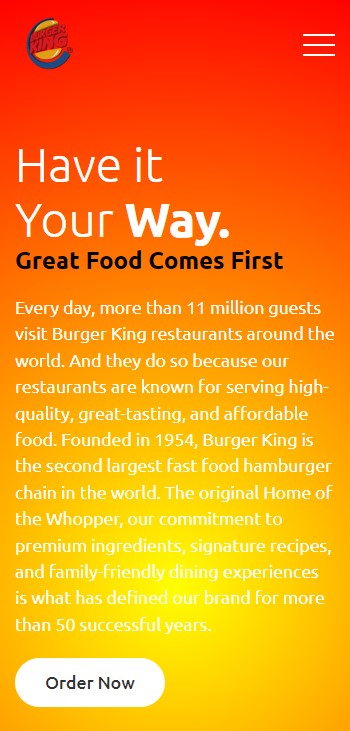 BURGER
KING
Have it
Your Way.
Great Food Comes First
Every day, more than 11 million guests
visit Burger King restaurants around the
world. And they do so because our
restaurants are known for serving high-
quality, great-tasting, and affordable
food. Founded in 1954, Burger King is
the second largest fast food hamburger
chain in the world. The original Home of
the Whopper, our commitment to
premium ingredients, signature recipes,
and family-friendly dining experiences
is what has defined our brand for more
than 50 successful years.
Order Now